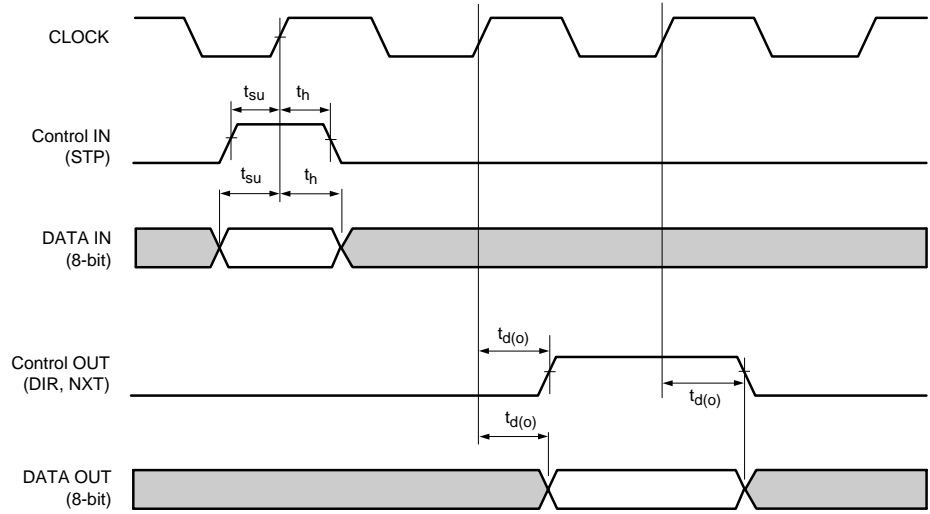 CLOCK
tsu th
Control IN
(STP)
tsu th
DATA IN
(8-bit)
td(o)
Control OUT
(DIR, NXT)
td(o)
td(o)
DATA OUT
(8-bit)